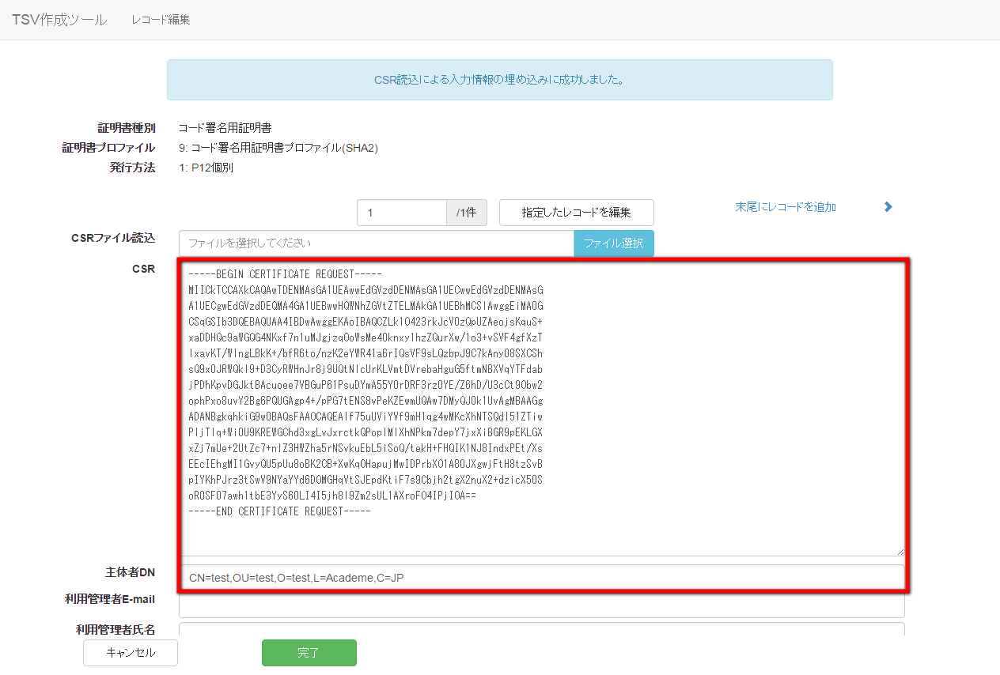 TSV作成ツール レコード編集
CSR読込による入力情報の埋め込みに成功しました。
証明書種別 コード署名用証明書
証明書プロファイル 9: コード署名用証明書プロファイル(SHA2)
発行方法 1: P12個別
1 /1件 指定したレコードを編集 末尾にレコードを追加
CSRファイル読込 ファイルを選択してください ファイル選択
CSR
-----BEGIN CERTIFICATE REQUEST-----
MIICkTCCAXkCAQAwTDENMAsGA1UEAwwEdGVzdDENMAsGA1UECwwEdGVzdDENMAsG
A1UECgwEdGVzdDEQMA4GA1UEBwwHQWNhZGVtZTELMAkGA1UEBhMCSlAwggEiMA0G
CSqGSIb3DQEBAQUAA4IBDwAwggEKAoIBAQCZLk1O423rkJcVOzQpUZAeojsKquS+
xaDDHQc9aWGQG4NKxf7n1uMJgjzqOoWsMe4Oknxy1hzZQurXw/1o3+vSVF4gfXzT
IxavKT/WIngLBkK+/bfR6to/nzK2eYWR41a6rIQsVF9sLQzbpJ9C7kAnyO8SXCSh
sQ9xOJRWQkI9+D3CyRWHnJr8j9UQtNIcUrKLVmtDVrebaHguG5ftmNBXVqYTFdab
jPDhKpvDGJktBAcuoee7VBGuP61PsuDYmA55YOrDRF3rzOYE/Z6hD/U3cCt9Obw2
ophPxo8uvY2Bg6PQUGAgp4+/pPG7tENS8vPeKZEwmUQAw7DMyQJOk1UvAgMBAAGg
ADANBgkqhkiG9w0BAQsFAAOCAQEAIf75uUViYVf9mH1qg4wMKcXhNTSQdI51ZTiw
PIjTIq+WiOU9KREWGChd3xgLvJxrctkQPopIMIXhNPkm7depY7jxXiBGR9pEKLGX
xZj7mUe+2UtZc7+nIZ3HWZha5rNSvkuEbL5iSoQ/tekH+FHQIK1NJ8IndxPEt/Xs
EEcIEhgMI1GvyQU5pUu8oBK2CB+XwKqOHapujMwIDPrbXO1A8OJXgwjFtH8tzSvB
pIYKhPJrz3tSwV9NYaYYd6DOMGHqVtSJEpdKtiF7s9Cbjh2tgX2nuX2+dzicX5OS
oROSFO7awh1tbE3YyS6OLI4I5jh8I9Zm2sUL1AXroFO4IPjIOA==
-----END CERTIFICATE REQUEST-----
主体者DN CN=test,OU=test,O=test,L=Academe,C=JP
利用管理者E-mail
利用管理者氏名
キャンセル 完了